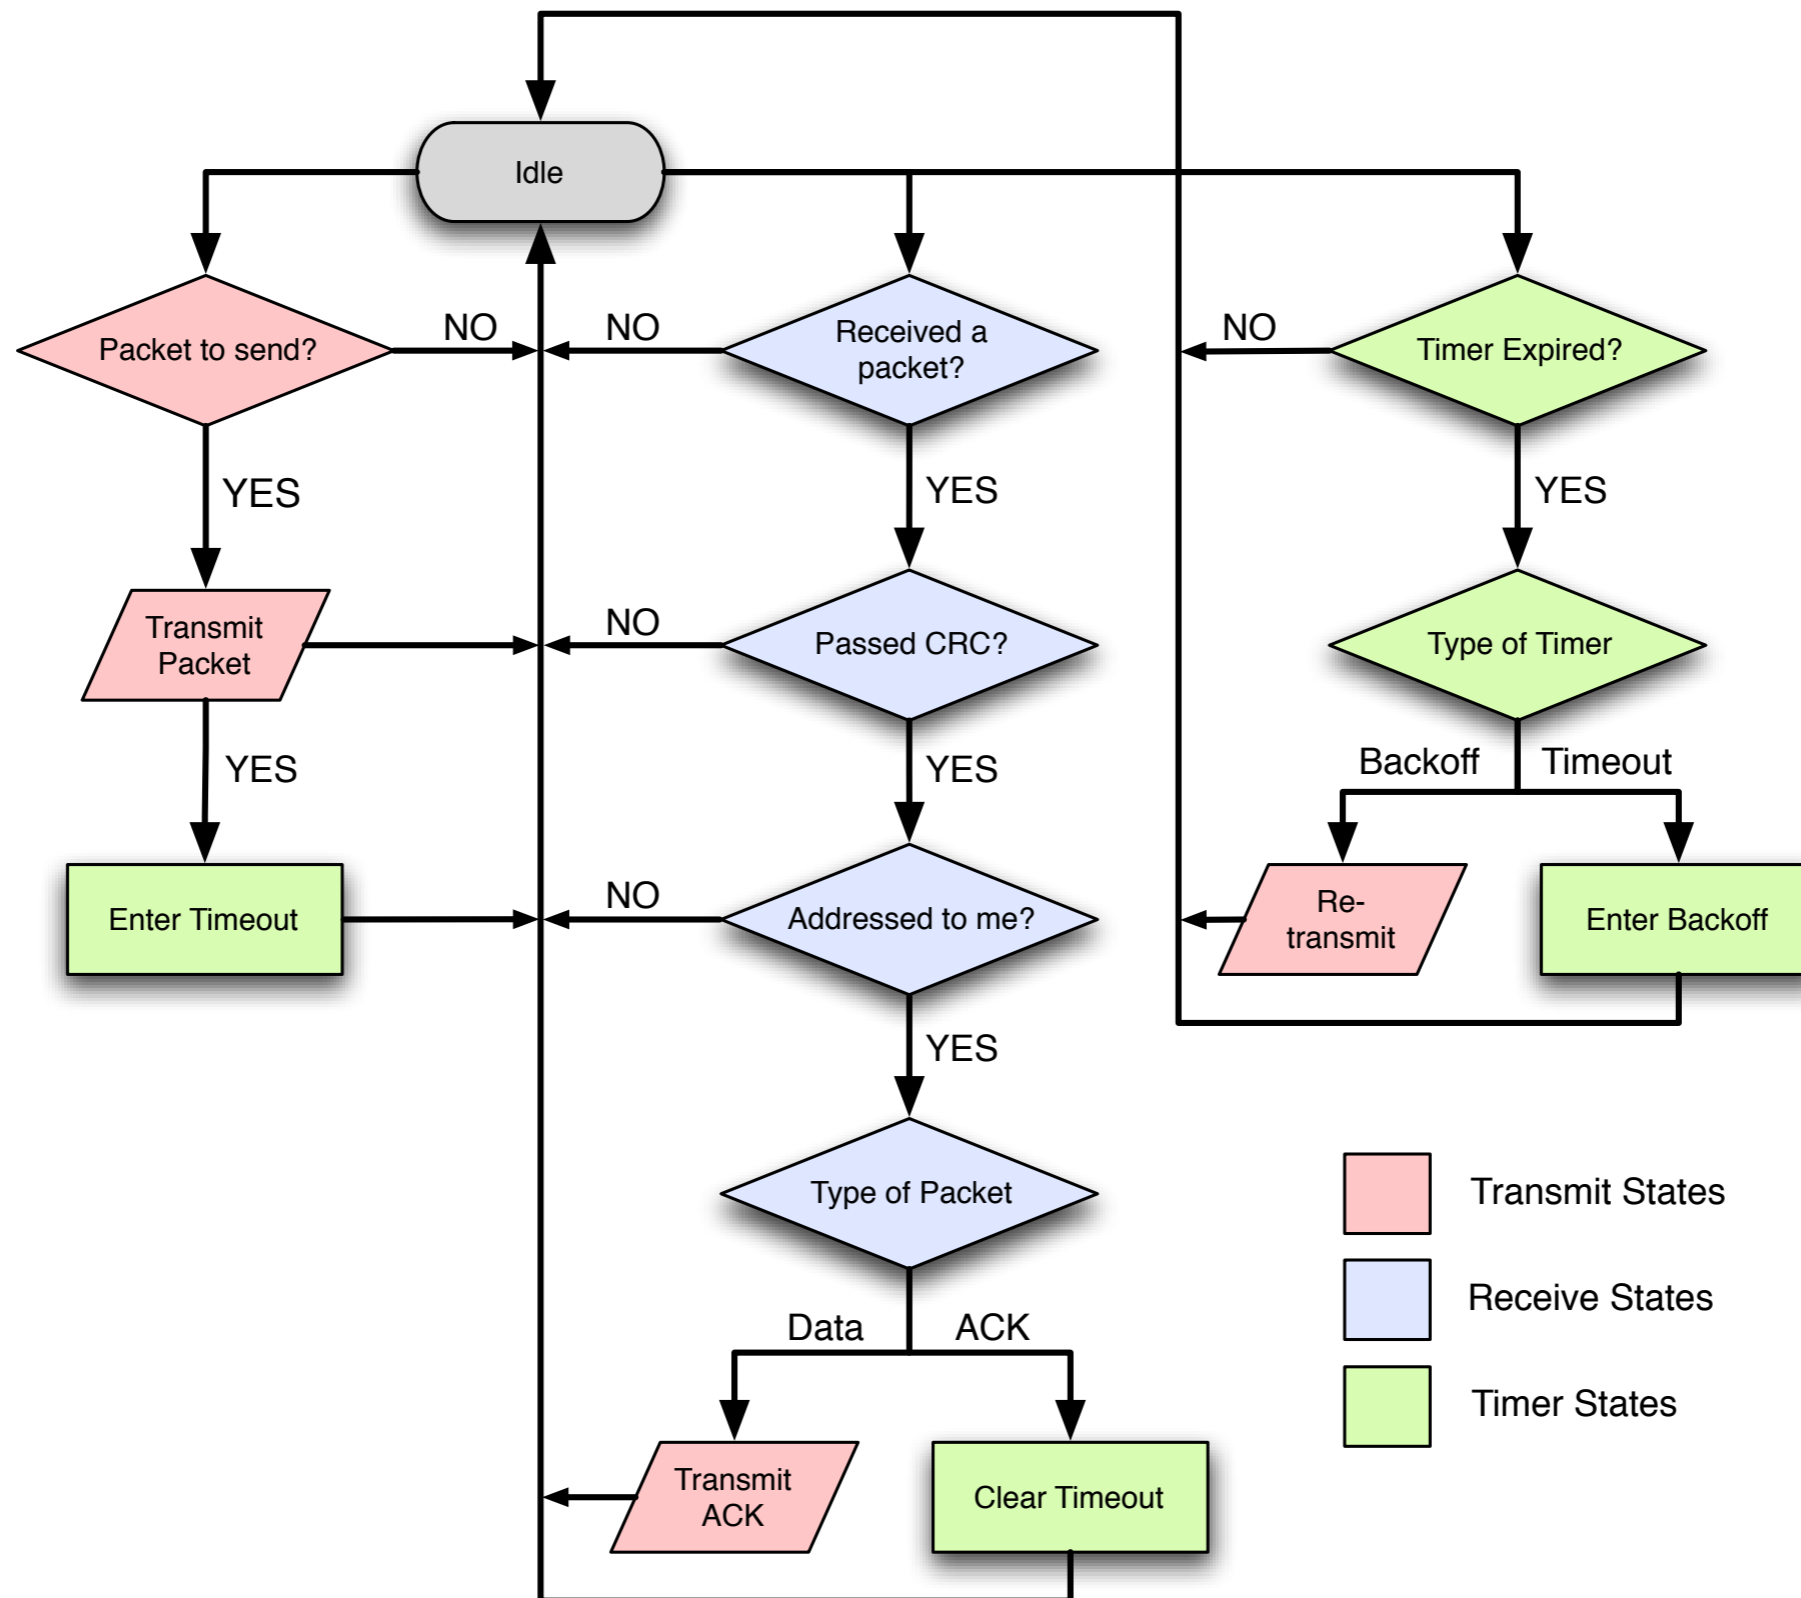 Idle
Packet to send?
NO
NO
Received a
packet?
NO
Timer Expired?
YES
YES
YES
Transmit
Packet
NO
Passed CRC?
Type of Timer
YES
YES
Backoff
Timeout
Enter Timeout
NO
Addressed to me?
Re-
transmit
Enter Backoff
YES
Type of Packet
Transmit States
Receive States
Data
ACK
Timer States
Transmit
ACK
Clear Timeout